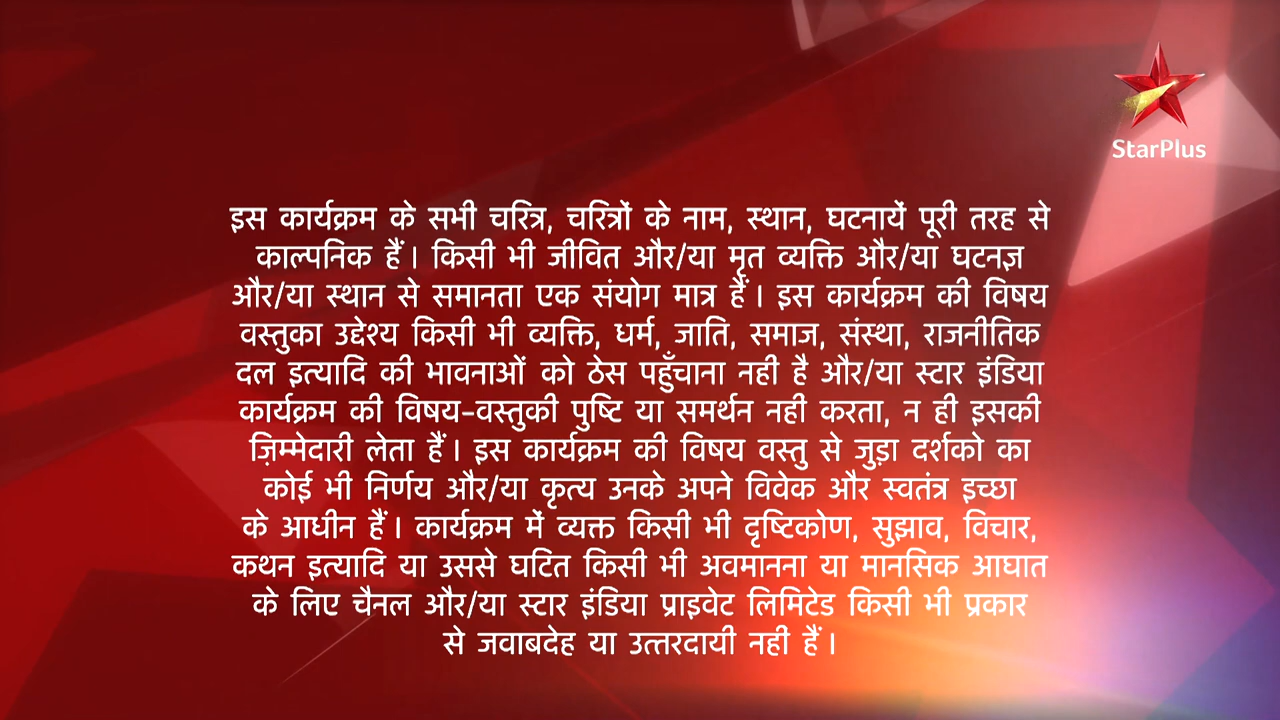 StarPlus
इस कार्यक्रम के सभी चरित्र, चरित्रों के नाम, स्थान, घटनायें पूरी तरह से
काल्पनिक हैं। किसी भी जीवित और/या मृत व्यक्ति और/या घटनज्ञ
और/या स्थान से समानता एक संयोग मात्र हैं। इस कार्यक्रम की विषय
वस्तुका उद्देश्य किसी भी व्यक्ति, धर्म, जाति, समाज, संस्था, राजनीतिक
दल इत्यादि की भावनाओं को ठेस पहुँचाना नही है और/या स्टार इंडिया
कार्यक्रम की विषय-वस्तुकी पुष्टि या समर्थन नही करता, न ही इसकी
ज़िम्मेदारी लेता हैं। इस कार्यक्रम की विषय वस्तु से जुड़ा दर्शको का
कोई भी निर्णय और/या कृत्य उनके अपने विवेक और स्वतंत्र इच्छा
के आधीन हैं। कार्यक्रम में व्यक्त किसी भी दृष्टिकोण, सुझाव, विचार,
कथन इत्यादि या उससे घटित किसी भी अवमानना या मानसिक आघात
के लिए चैनल और/या स्टार इंडिया प्राइवेट लिमिटेड किसी भी प्रकार
से जवाबदेह या उत्तरदायी नही हैं।